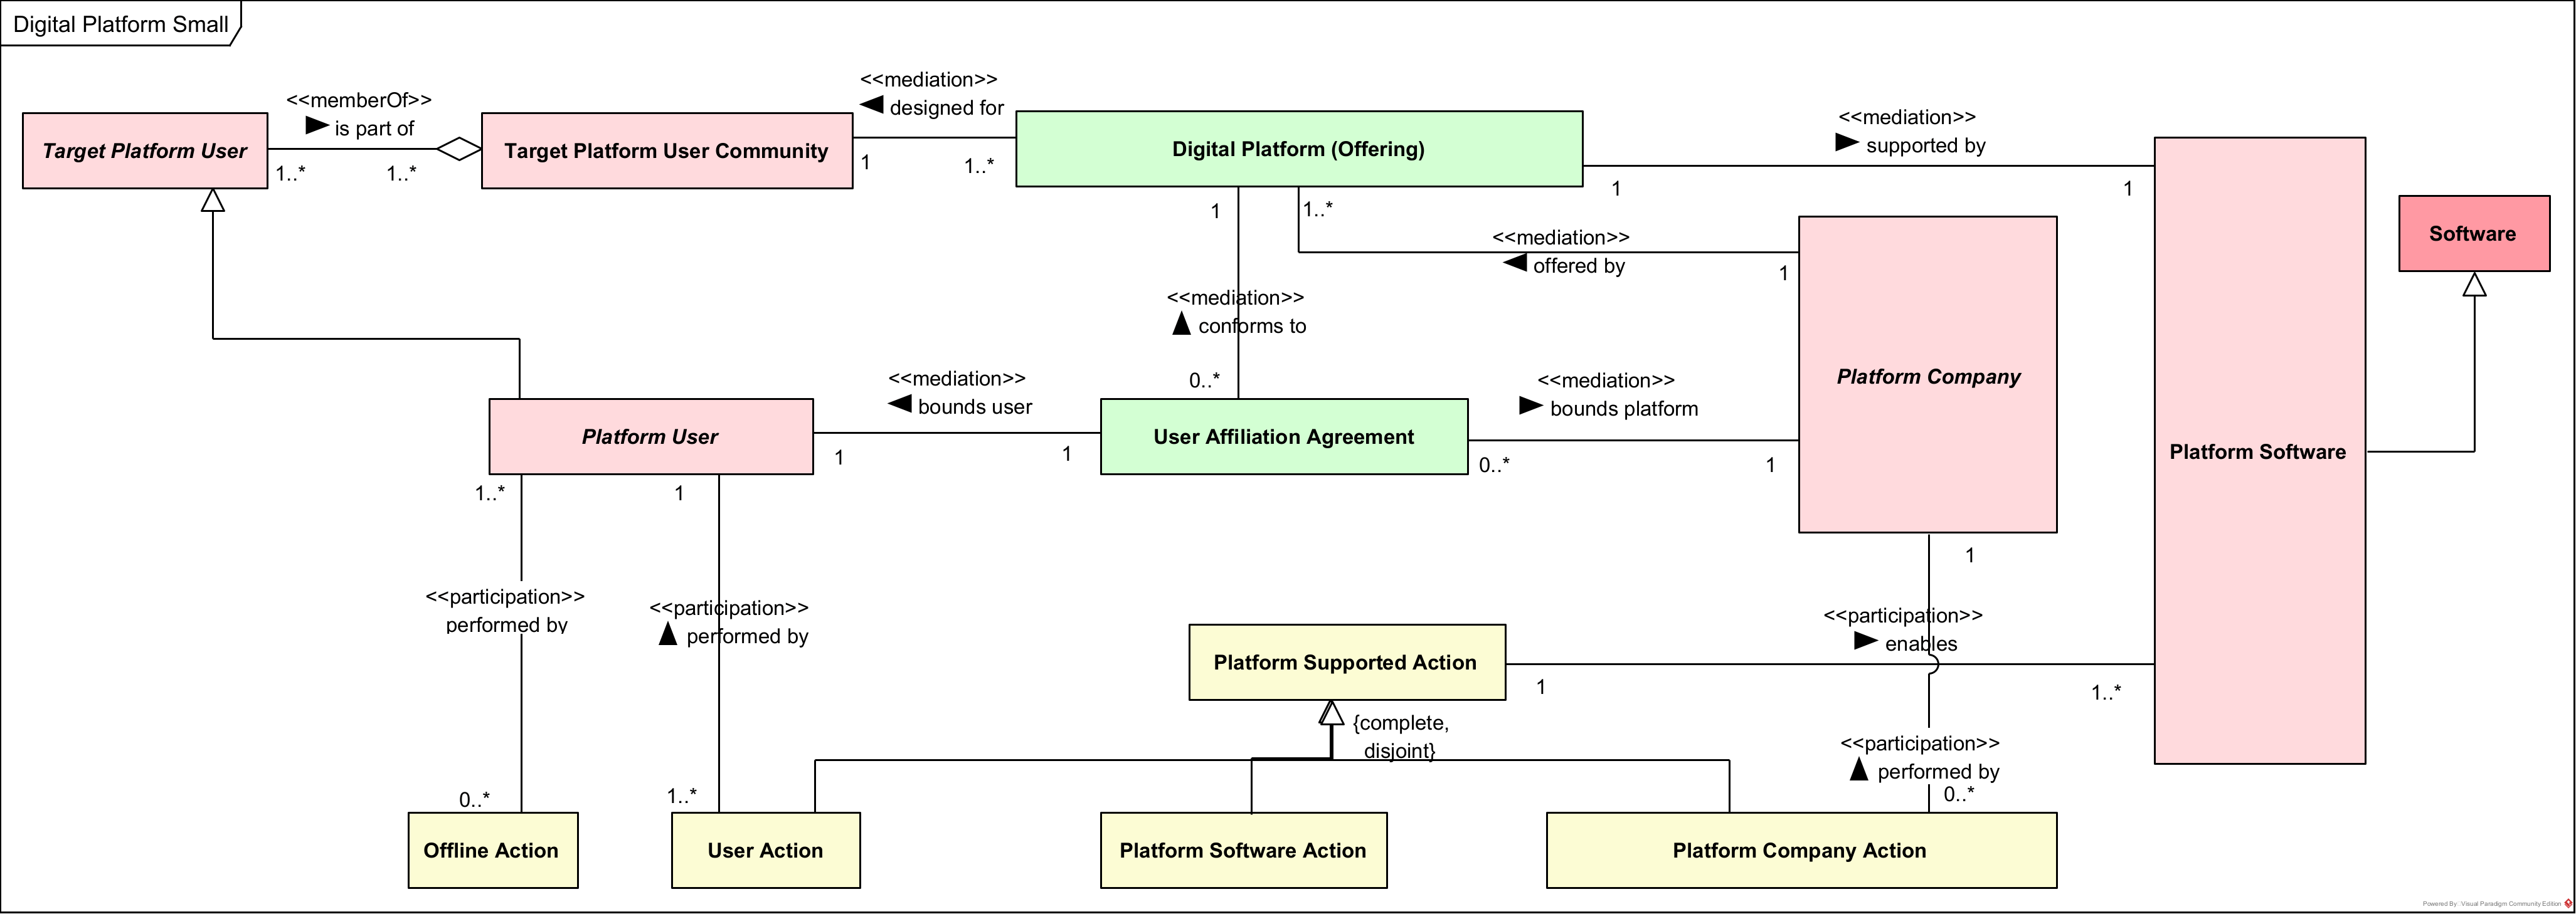 Digital Platform Small
<<mediation>>
designed for
<<memberOf>>
is part of
<<mediation>>
supported by
Target Platform User
Target Platform User Community
Digital Platform (Offering)
1..*
1..*
1
1..*
1
1
1
1..*
Software
<<mediation>>
offered by
1
<<mediation>>
conforms to
0..*
Platform Company
<<mediation>>
bounds user
<<mediation>>
bounds platform
Platform User
User Affiliation Agreement
Platform Software
1
1
0..*
1
1..*
1
1
<<participation>>
performed by
<<participation>>
performed by
<<participation>>
enables
Platform Supported Action
1
1..*
{complete,
disjoint}
<<participation>>
performed by
0..*
1..*
0..*
Offline Action
User Action
Platform Software Action
Platform Company Action
Powered By Visual Paradigm Community Edition